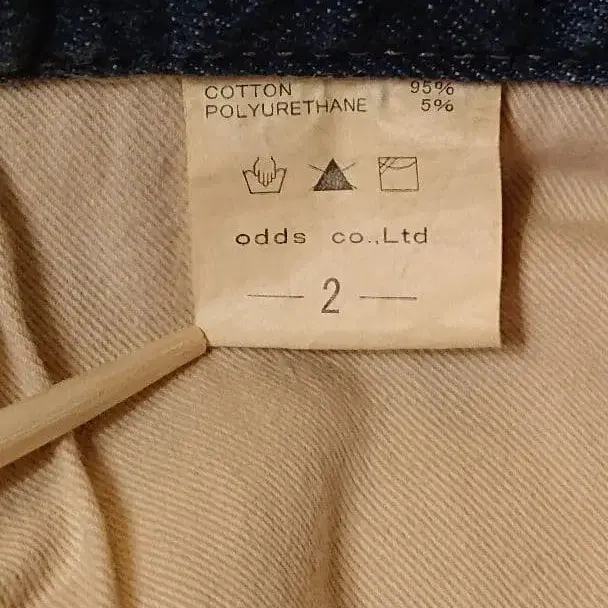 COTTON 95%
POLYURETHANE 5%
odds co.,Ltd
— 2 —